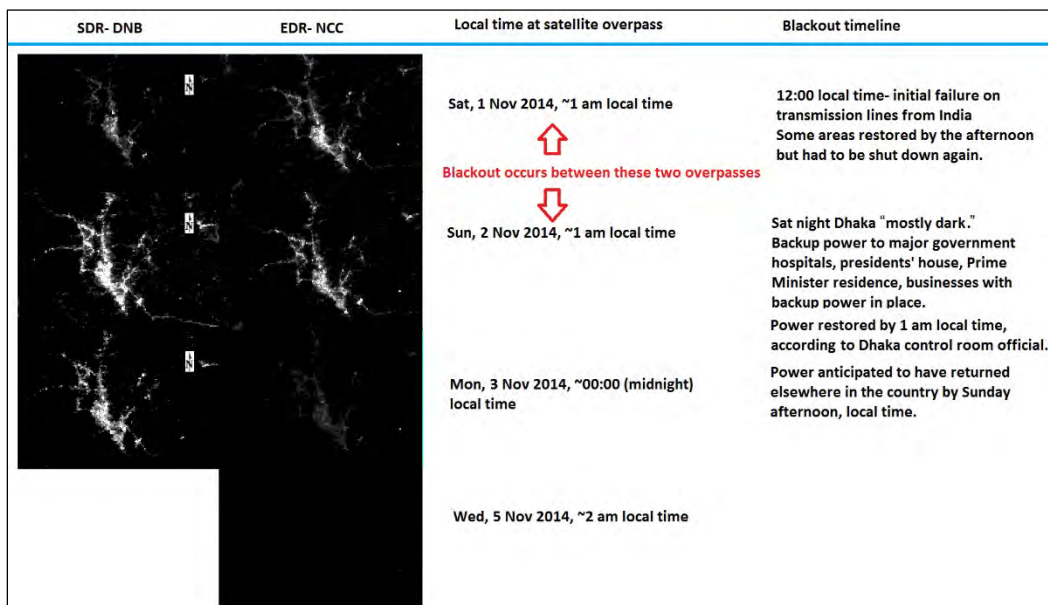 SDR- DNB
EDR- NCC
Local time at satellite overpass
Blackout timeline
N
Sat, 1 Nov 2014, ~1 am local time
12:00 local time- initial failure on
transmission lines from India
Some areas restored by the afternoon
but had to be shut down again.
Blackout occurs between these two overpasses
N
Sun, 2 Nov 2014, ~1 am local time
Sat night Dhaka “mostly dark.”
Backup power to major government
hospitals, presidents' house, Prime
Minister residence, businesses with
backup power in place.
Power restored by 1 am local time,
according to Dhaka control room official.
N
Mon, 3 Nov 2014, ~00:00 (midnight)
local time
Power anticipated to have returned
elsewhere in the country by Sunday
afternoon, local time.
Wed, 5 Nov 2014, ~2 am local time